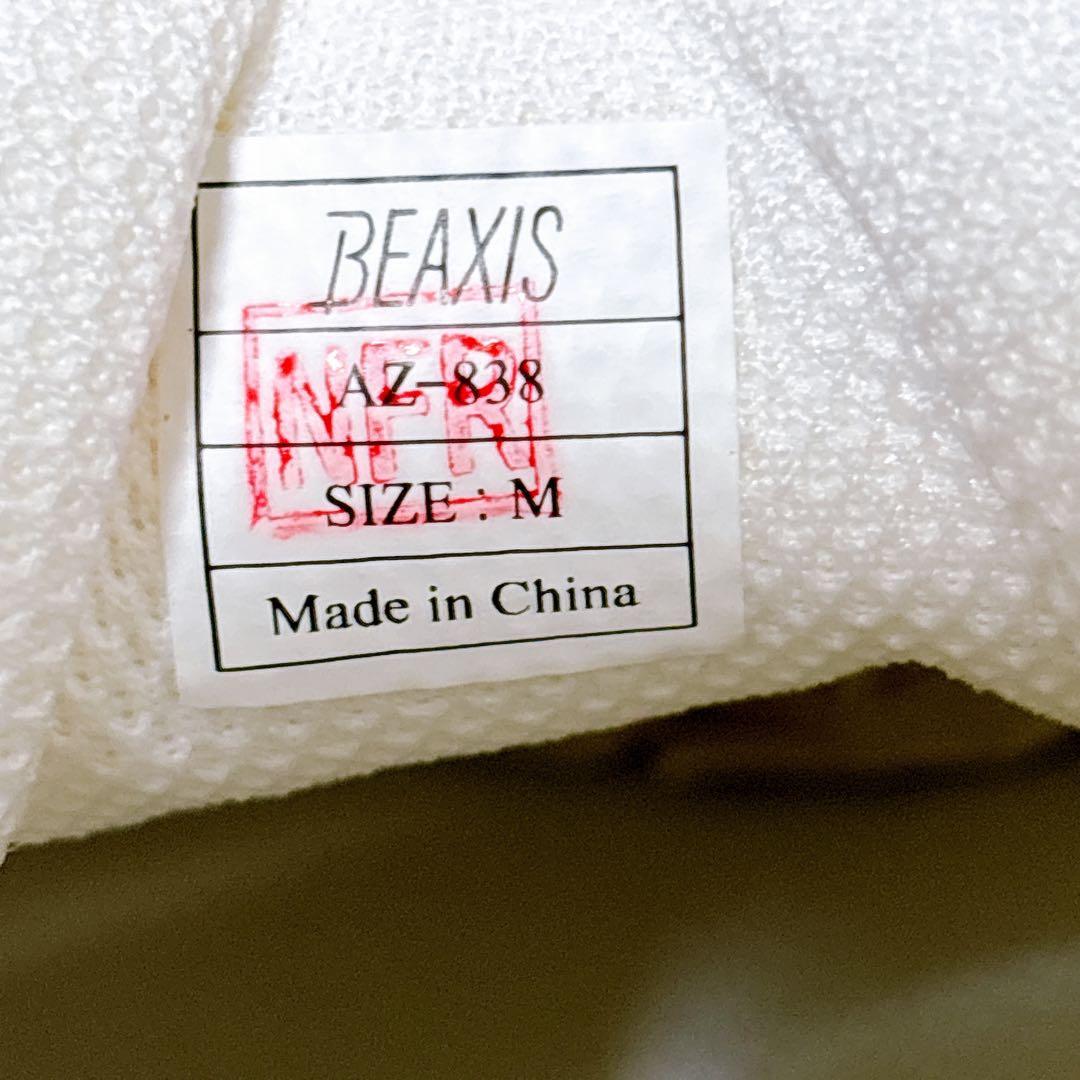 BEAXIS
AZ-838
NFR
SIZE : M
Made in China